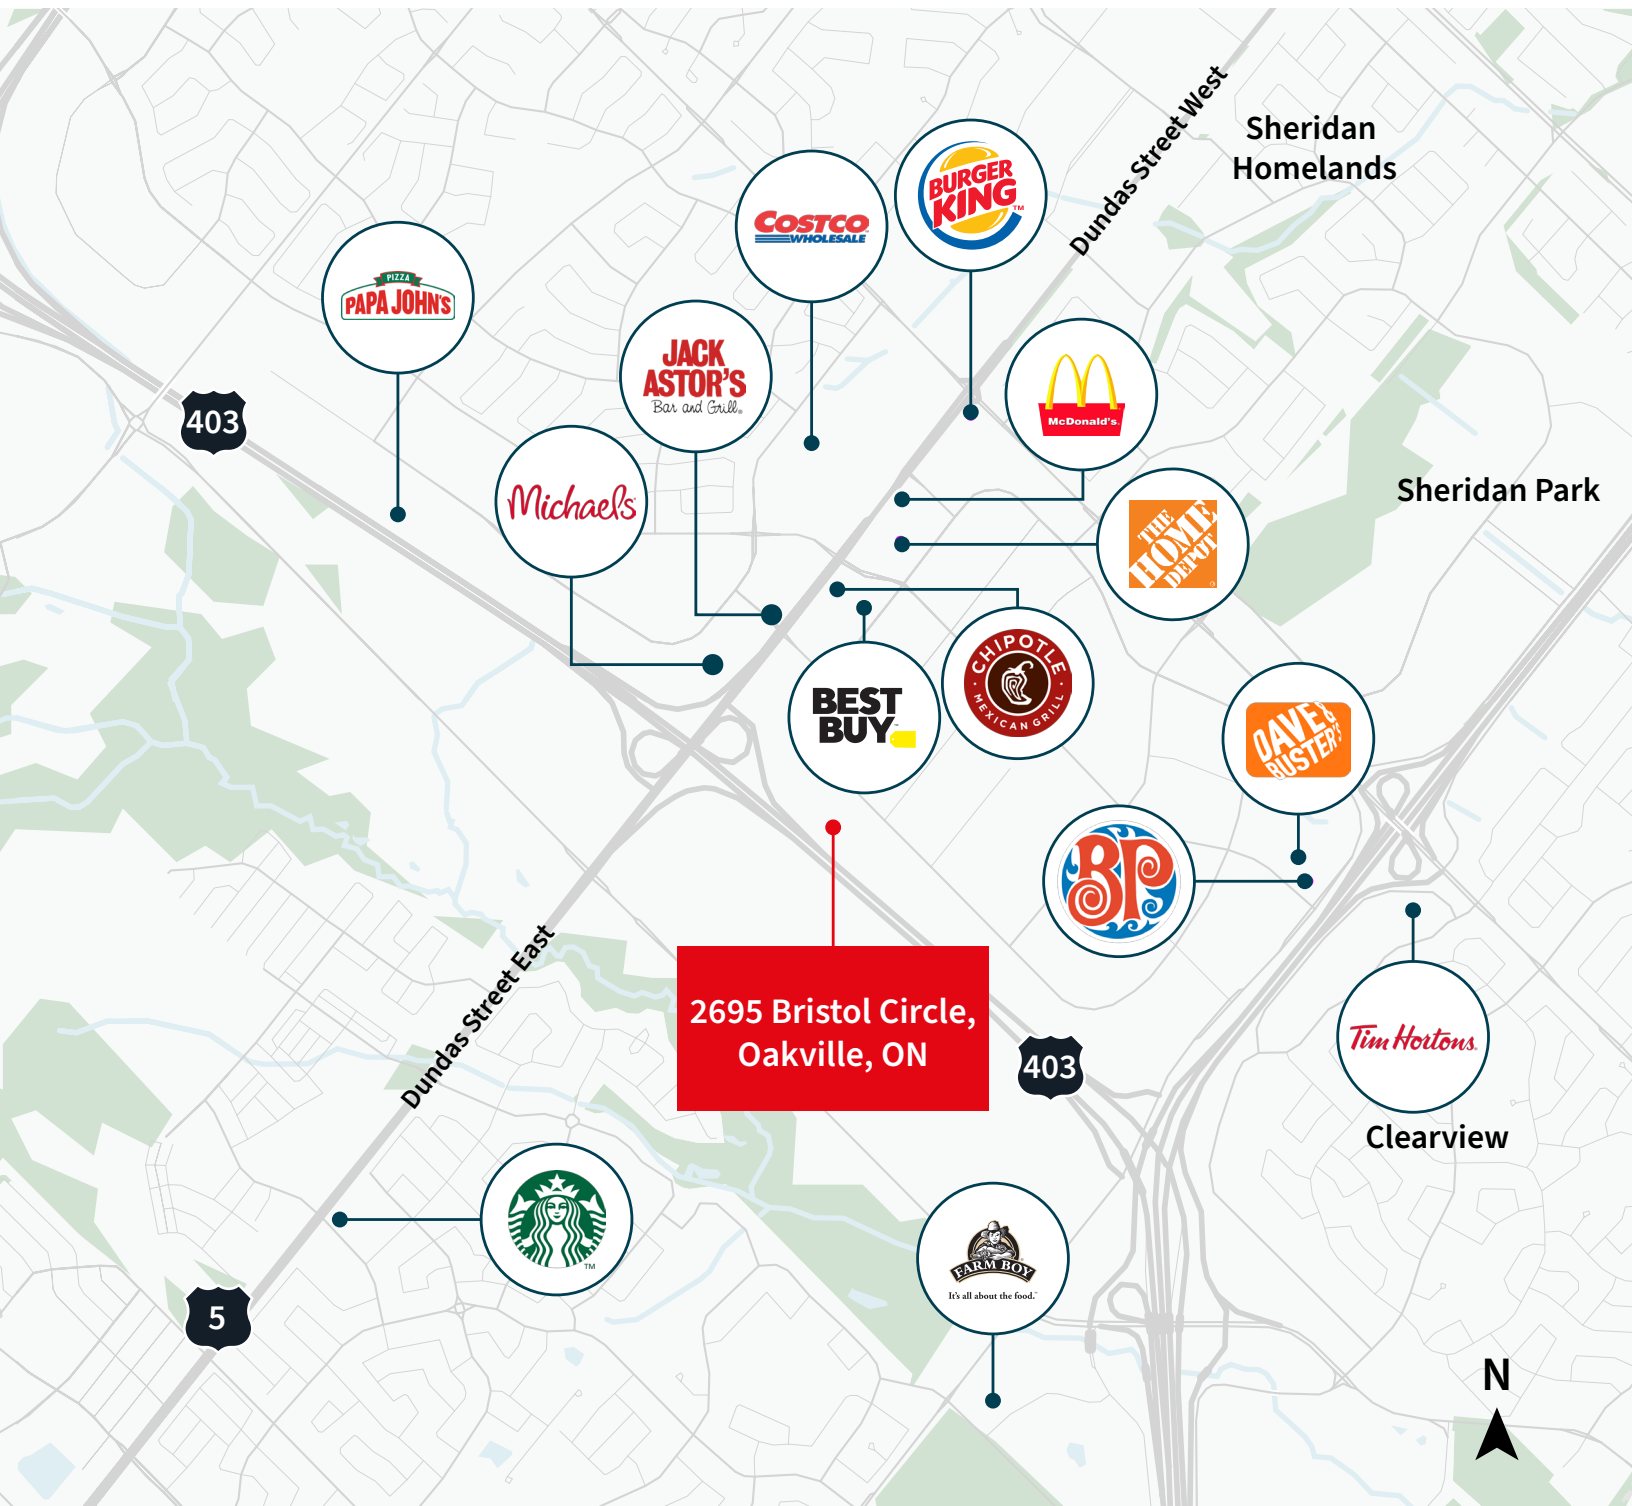 Dundas Street West
Sheridan
Homelands
BURGER
KING™
COSTCO
WHOLESALE
PIZZA
PAPA JOHN'S
JACK
ASTOR'S
Bar and Grill®
McDonald's
403
Michaels
THE
HOME
DEPOT
Sheridan Park
CHIPOTLE
MEXICAN GRILL
BEST
BUY
DAVE &
BUSTER'S
BP
Dundas Street East
2695 Bristol Circle,
Oakville, ON
403
Tim Hortons
Clearview
TM
FARM BOY
It's all about the food.
5
N